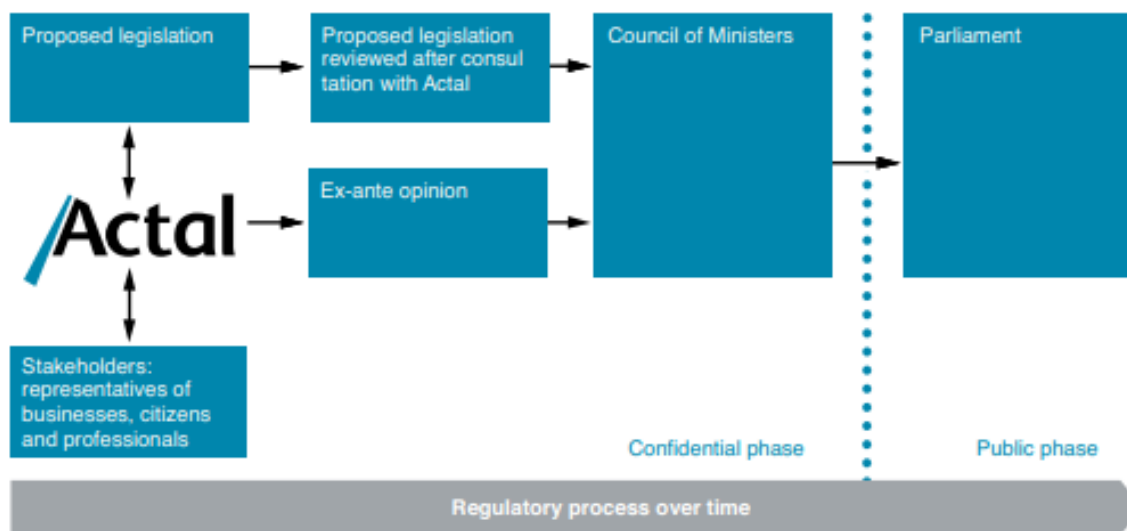 Proposed legislation
Proposed legislation
reviewed after consul
tation with Actal
Council of Ministers
Parliament
Actal
Ex-ante opinion
Stakeholders:
representatives of
businesses, citizens
and professionals
Confidential phase
Public phase
Regulatory process over time